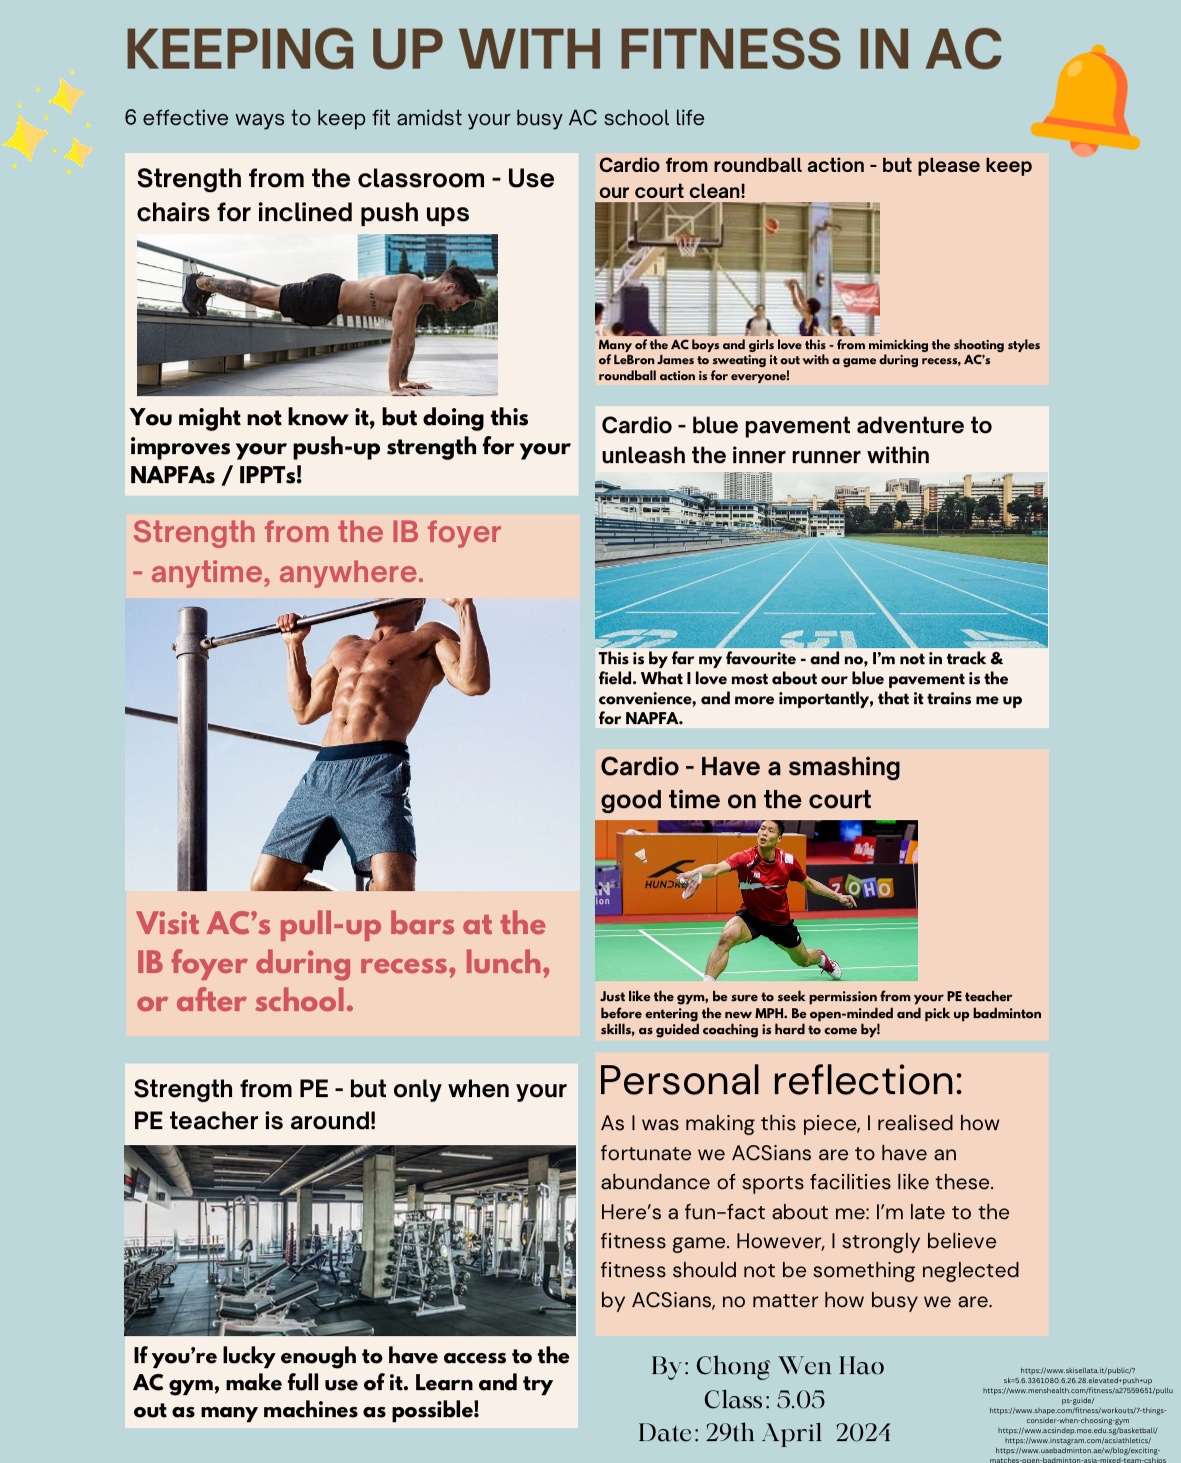 KEEPING UP WITH FITNESS IN AC
6 effective ways to keep fit amidst your busy AC school life
Strength from the classroom - Use
chairs for inclined push ups
You might not know it, but doing this
improves your push-up strength for your
NAPFAs / IPPTs!
Strength from the IB foyer
- anytime, anywhere.
Visit AC's pull-up bars at the
IB foyer during recess, lunch,
or after school.
Strength from PE - but only when your
PE teacher is around!
If you're lucky enough to have access to the
AC gym, make full use of it. Learn and try
out as many machines as possible!
Cardio from roundball action - but please keep
our court clean!
Many of the AC boys and girls love this - from mimicking the shooting styles
of LeBron James to sweating it out with a game during recess, AC's
roundball action is for everyone!
Cardio - blue pavement adventure to
unleash the inner runner within
This is by far my favourite - and no, I'm not in track &
field. What I love most about our blue pavement is the
convenience, and more importantly, that it trains me up
for NAPFA.
Cardio - Have a smashing
good time on the court
HUNDRE
ZOHO
Just like the gym, be sure to seek permission from your PE teacher
before entering the new MPH. Be open-minded and pick up badminton
skills, as guided coaching is hard to come by!
Personal reflection:
As I was making this piece, I realised how
fortunate we ACSians are to have an
abundance of sports facilities like these.
Here's a fun-fact about me: I'm late to the
fitness game. However, I strongly believe
fitness should not be something neglected
by ACSians, no matter how busy we are.
By: Chong Wen Hao
Class: 5.05
Date: 29th April 2024
https://www.skisellata.it/public/?
sk=5.6.3361080.6.26.28.elevated+push+up
https://www.menshealth.com/fitness/a27559651/pullu
ps-guide/
https://www.shape.com/fitness/workouts/7-things-
consider-when-choosing-gym
https://www.acsindep.moe.edu.sg/basketball/
https://www.instagram.com/acsiathletics/
https://www.uaebadminton.ae/w/blog/exciting-
matches-open-badminton-asia-mixed-team-cships